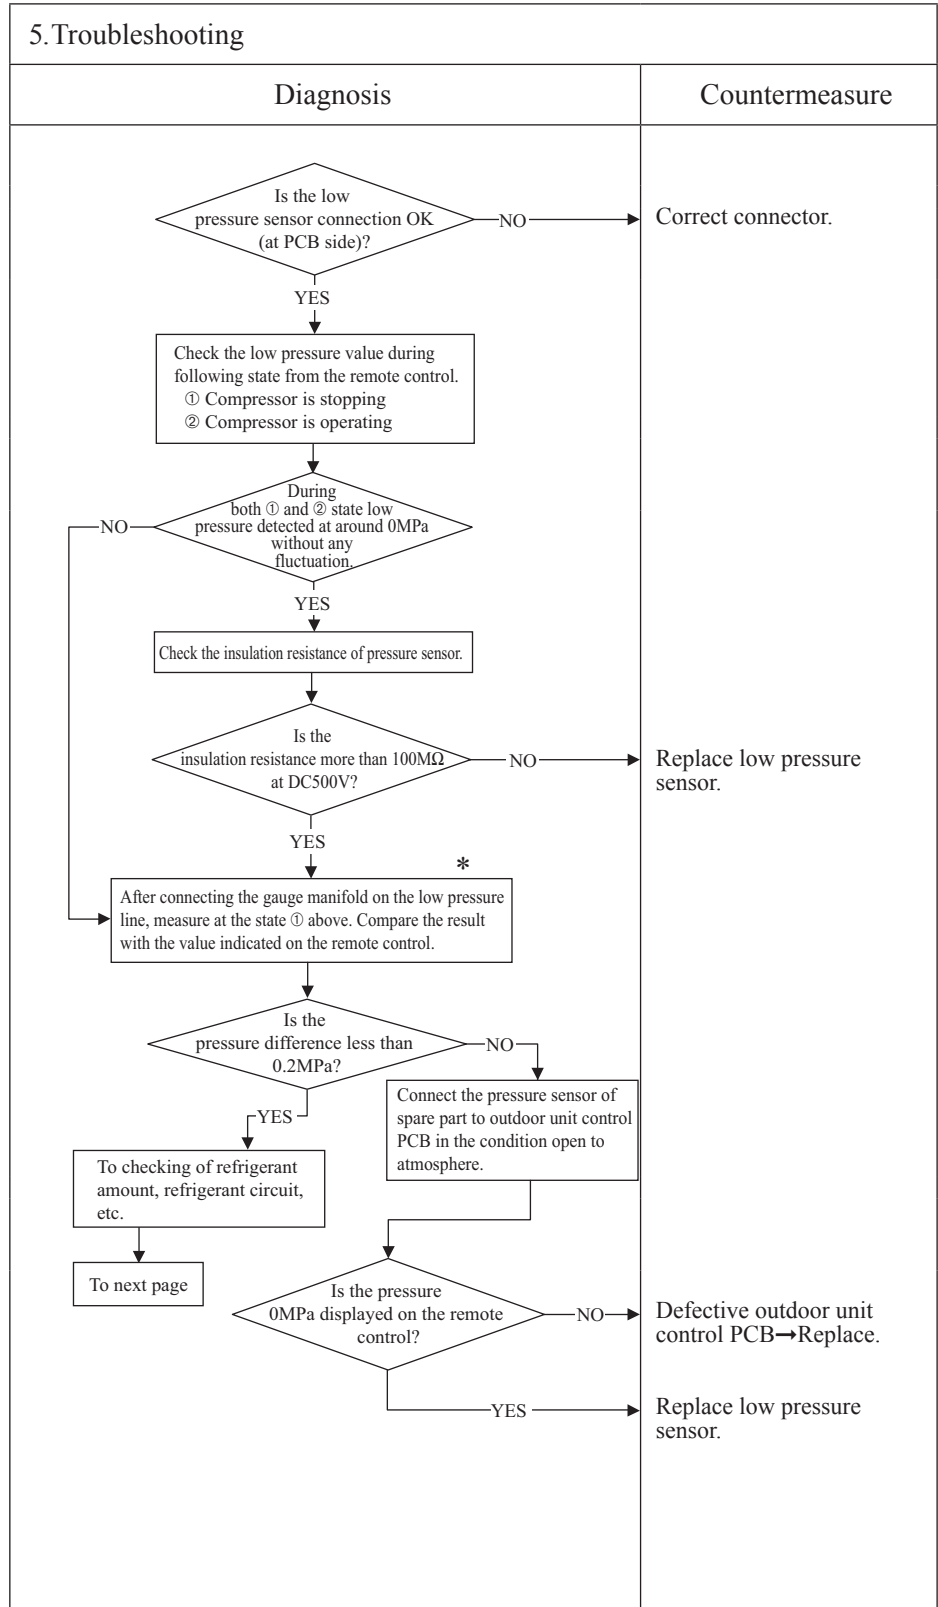 5.Troubleshooting
Diagnosis
Countermeasure
Is the low
pressure sensor connection OK
(at PCB side)?
NO
Correct connector.
YES
Check the low pressure value during
following state from the remote control.
① Compressor is stopping
② Compressor is operating
During
both ① and ② state low
pressure detected at around 0MPa
without any
fluctuation.
NO
YES
Check the insulation resistance of pressure sensor.
Is the
insulation resistance more than 100MΩ
at DC500V?
NO
Replace low pressure
sensor.
YES
*
After connecting the gauge manifold on the low pressure
line, measure at the state ① above. Compare the result
with the value indicated on the remote control.
Is the
pressure difference less than
0.2MPa?
NO
Connect the pressure sensor of
spare part to outdoor unit control
PCB in the condition open to
atmosphere.
YES
To checking of refrigerant
amount, refrigerant circuit,
etc.
To next page
Is the pressure
0MPa displayed on the remote
control?
NO
Defective outdoor unit
control PCB→Replace.
YES
Replace low pressure
sensor.